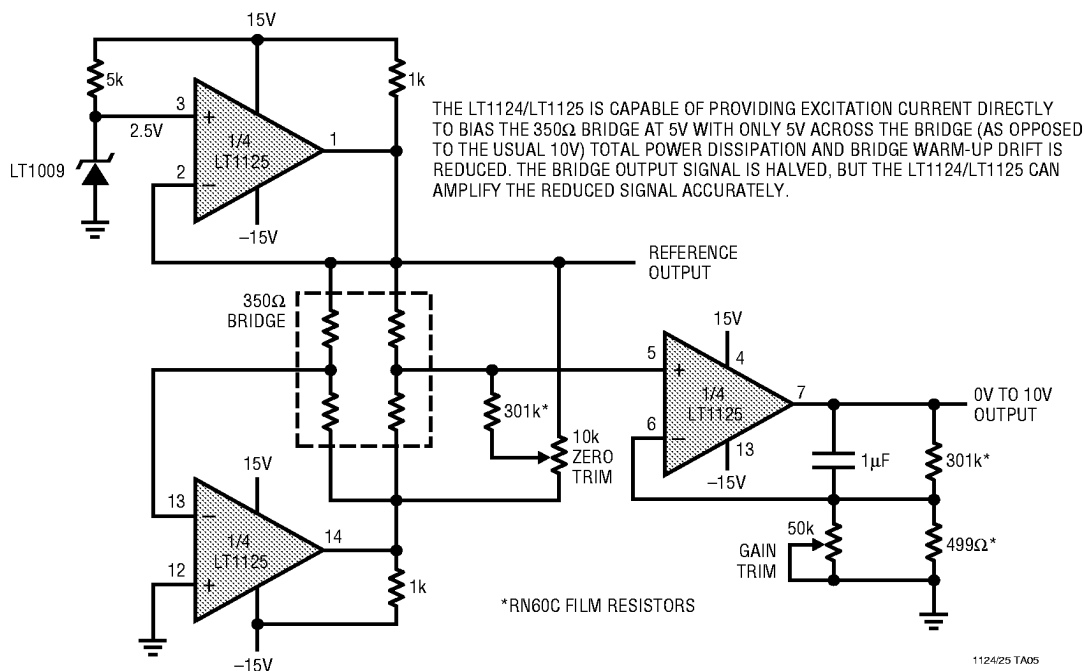 15V
5k
1k
3
+
1/4
LT1125
1
2.5V
LT1009
2
−
–15V
THE LT1124/LT1125 IS CAPABLE OF PROVIDING EXCITATION CURRENT DIRECTLY
TO BIAS THE 350Ω BRIDGE AT 5V WITH ONLY 5V ACROSS THE BRIDGE (AS OPPOSED
TO THE USUAL 10V) TOTAL POWER DISSIPATION AND BRIDGE WARM-UP DRIFT IS
REDUCED. THE BRIDGE OUTPUT SIGNAL IS HALVED, BUT THE LT1124/LT1125 CAN
AMPLIFY THE REDUCED SIGNAL ACCURATELY.
REFERENCE
OUTPUT
350Ω
BRIDGE
301k*
10k
ZERO
TRIM
15V
4
5
+
1/4
LT1125
7
6
−
13
–15V
0V TO 10V
OUTPUT
1µF
301k*
50k
GAIN
TRIM
499Ω*
15V
13
−
1/4
LT1125
14
12
+
1k
–15V
*RN60C FILM RESISTORS
1124/25 TA05